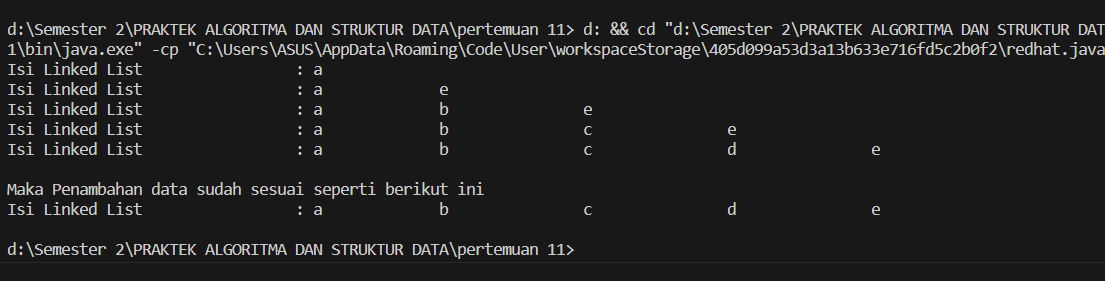 d:\Semester 2\PRAKTEK ALGORITMA DAN STRUKTUR DATA\pertemuan 11> d: && cd "d:\Semester 2\PRAKTEK ALGORITMA DAN STRUKTUR DAT
1\bin\java.exe" -cp "C:\Users\ASUS\AppData\Roaming\Code\User\workspaceStorage\405d099a53d3a13b633e716fd5c2b0f2\redhat.java
Isi Linked List : a
Isi Linked List : a e
Isi Linked List : a b e
Isi Linked List : a b c e
Isi Linked List : a b c d e
Maka Penambahan data sudah sesuai seperti berikut ini
Isi Linked List : a b c d e
d:\Semester 2\PRAKTEK ALGORITMA DAN STRUKTUR DATA\pertemuan 11>